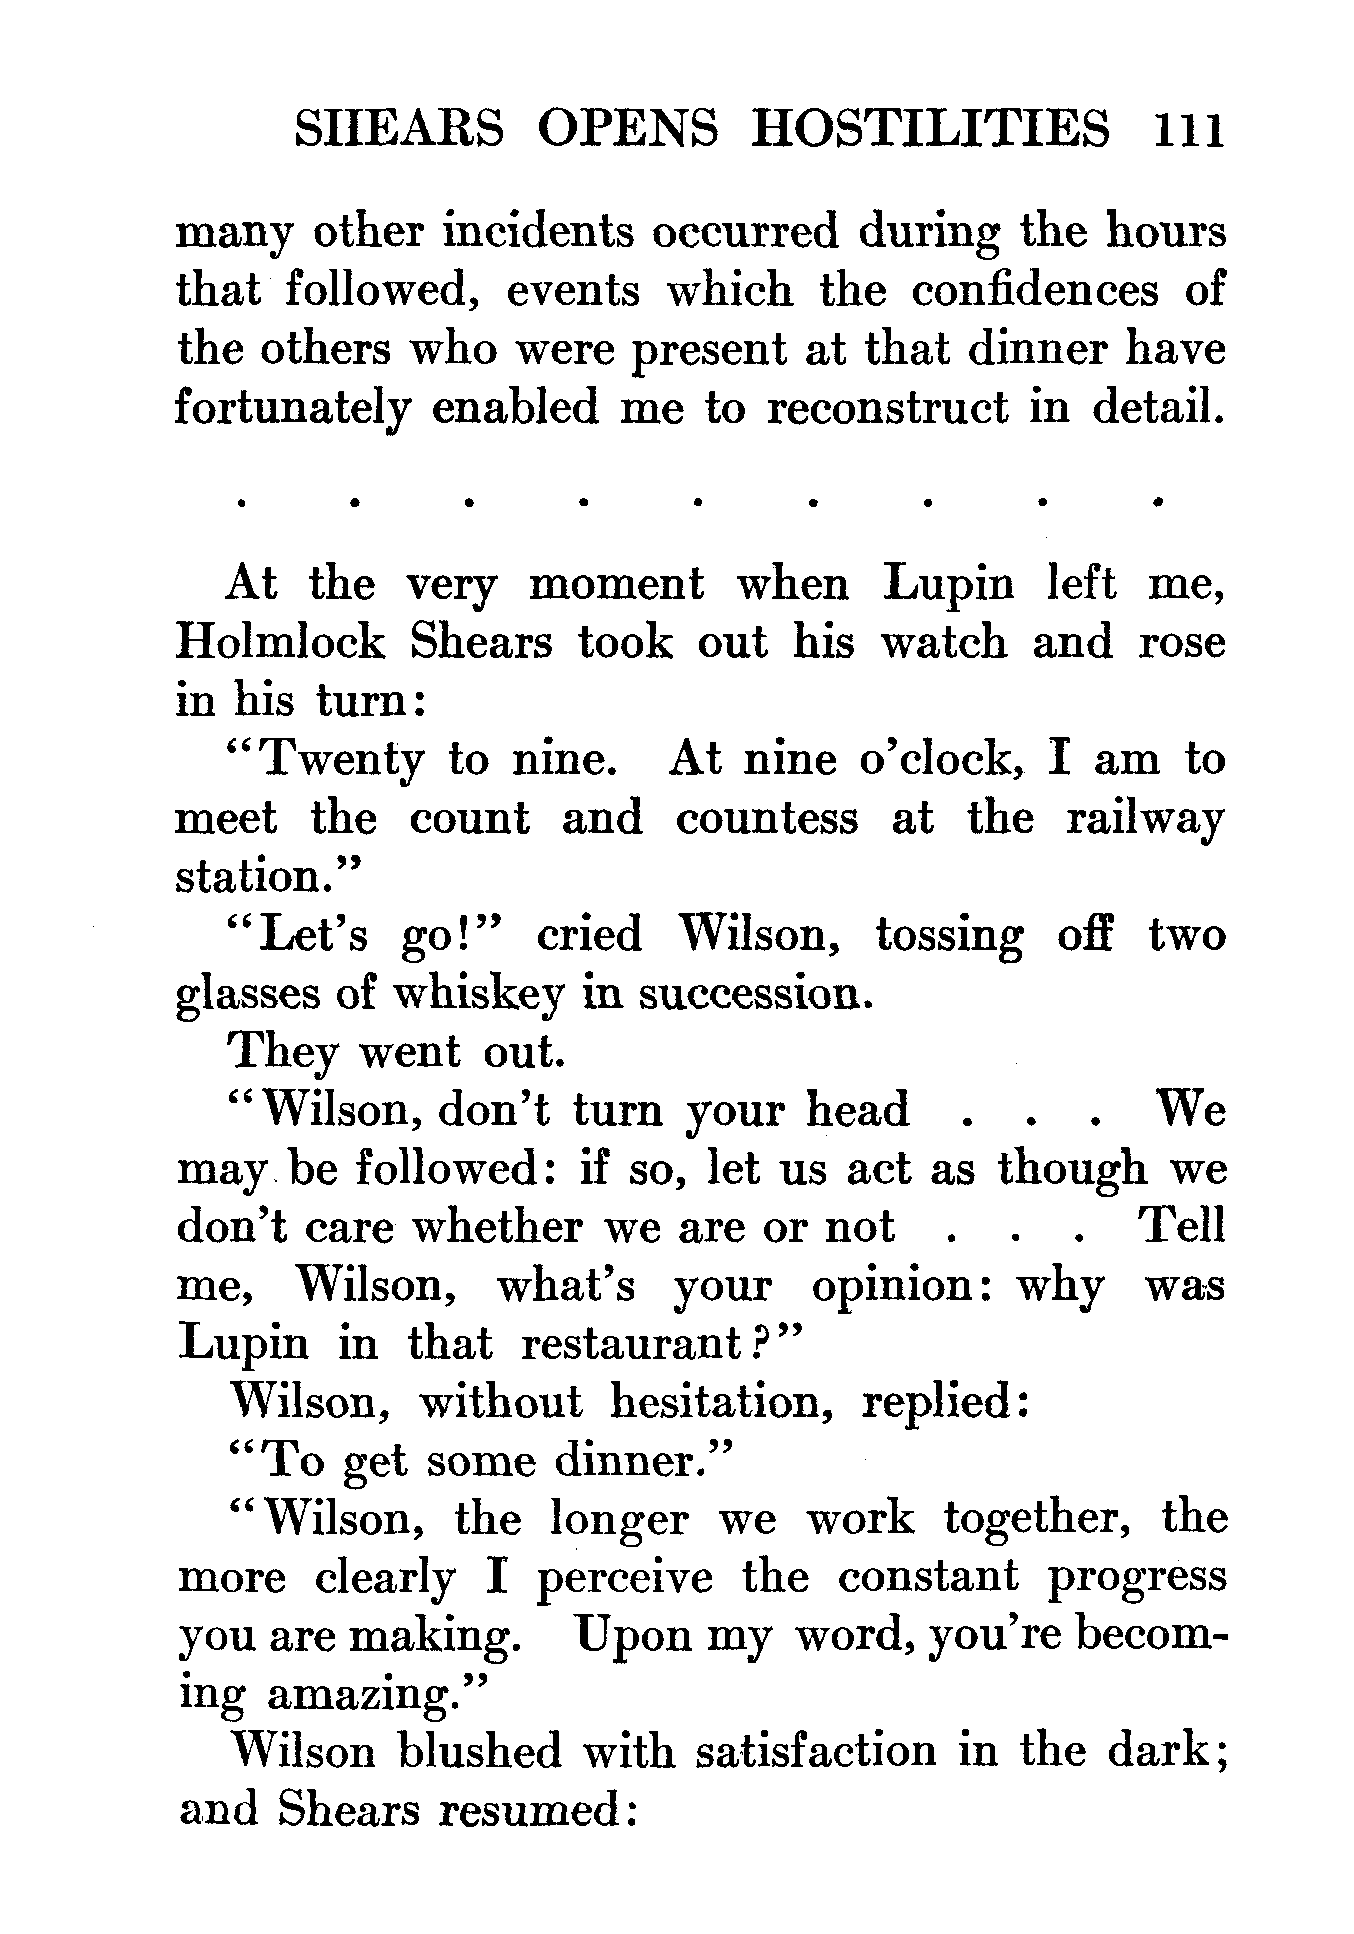 SHEARS OPENS HOSTILITIES 111
many other incidents occurred during the hours
that followed, events which the confidences of
the others who were present at that dinner have
fortunately enabled me to reconstruct in detail.
. . . . . . . . .
At the very moment when Lupin left me,
Holmlock Shears took out his watch and rose
in his turn:
“Twenty to nine. At nine o’clock, I am to
meet the count and countess at the railway
station.”
“Let’s go!” cried Wilson, tossing off two
glasses of whiskey in succession.
They went out.
“Wilson, don’t turn your head . . . We
may be followed: if so, let us act as though we
don’t care whether we are or not . . . Tell
me, Wilson, what’s your opinion: why was
Lupin in that restaurant?”
Wilson, without hesitation, replied:
“To get some dinner.”
“Wilson, the longer we work together, the
more clearly I perceive the constant progress
you are making. Upon my word, you’re becom-
ing amazing.”
Wilson blushed with satisfaction in the dark;
and Shears resumed: